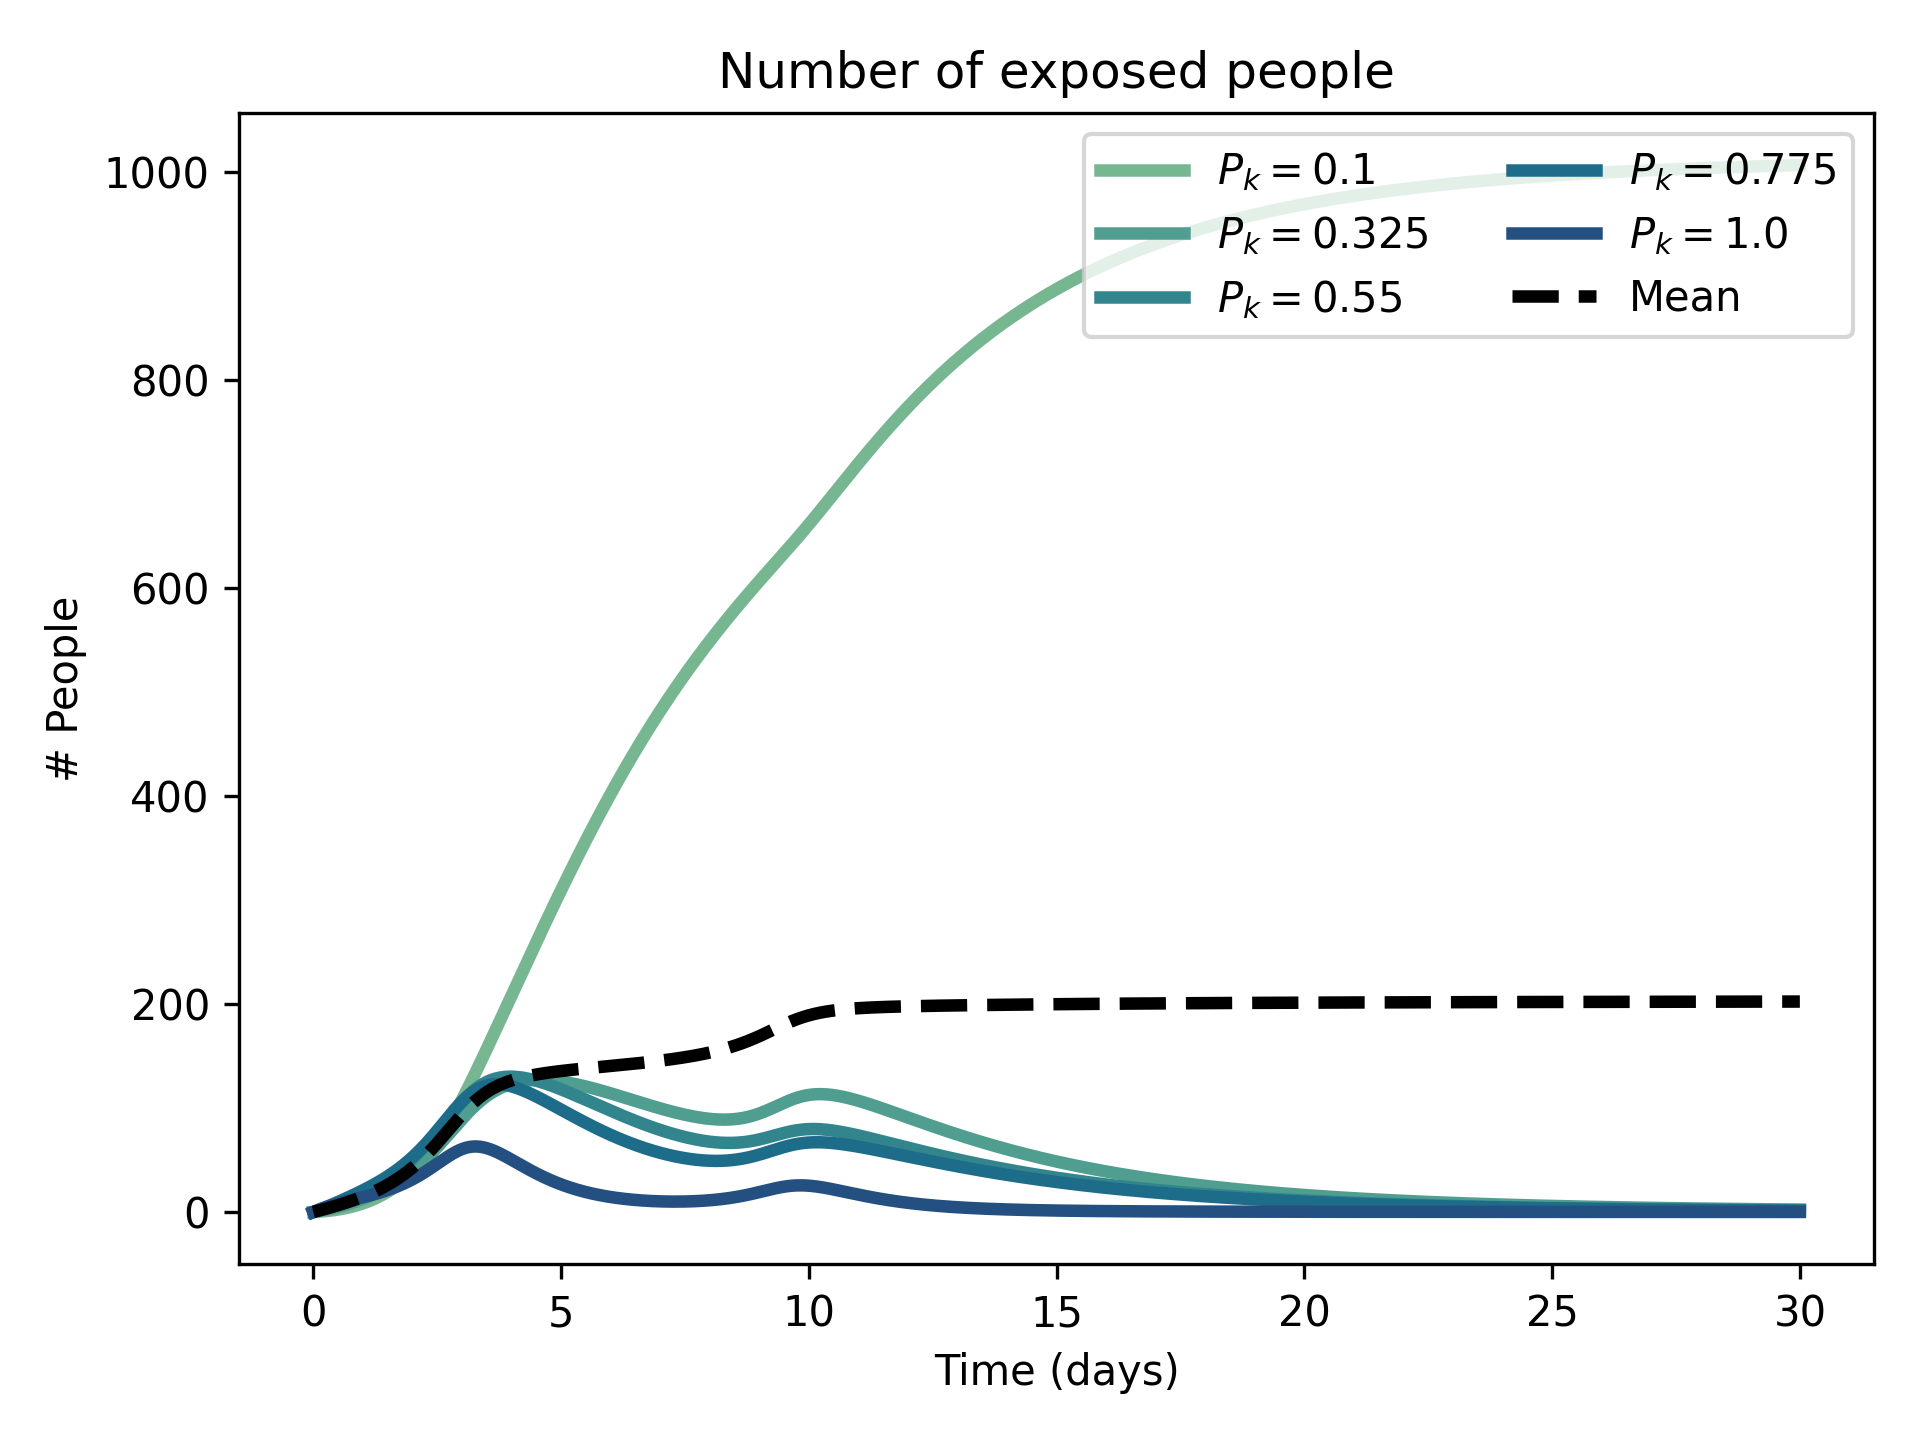 Number of exposed people
# People
1000
800
600
400
200
0
P_k = 0.1
P_k = 0.325
P_k = 0.55
P_k = 0.775
P_k = 1.0
Mean
0 5 10 15 20 25 30
Time (days)